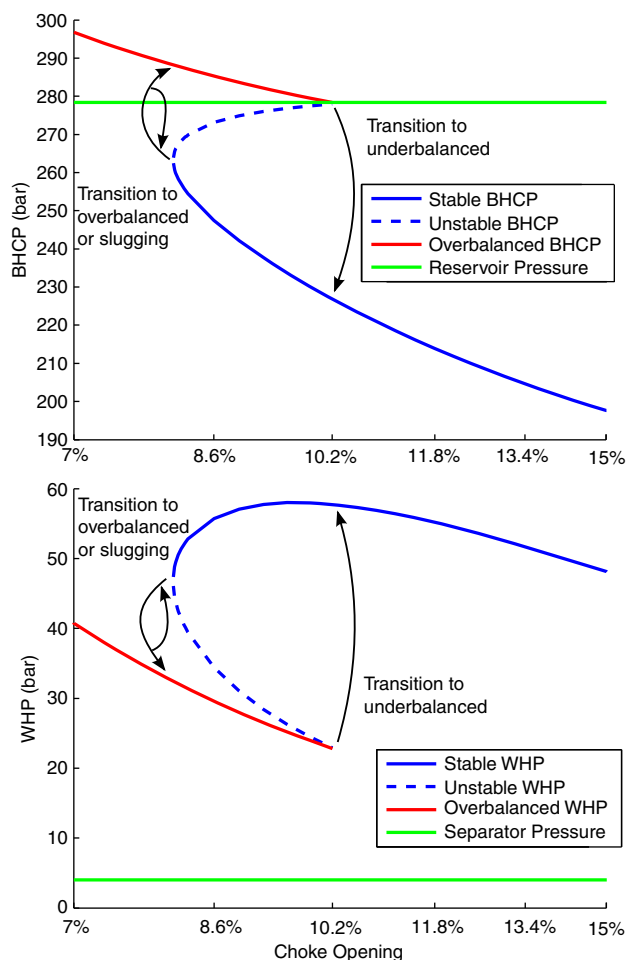 300
290
280
270
260
250
240
230
220
210
200
190
BHCP (bar)
Transition to
underbalanced
Transition to
overbalanced
or slugging
Stable BHCP
Unstable BHCP
Overbalanced BHCP
Reservoir Pressure
7%
8.6%
10.2%
11.8%
13.4%
15%
60
50
40
30
20
10
0
WHP (bar)
Transition to
overbalanced
or slugging
Transition to
underbalanced
Stable WHP
Unstable WHP
Overbalanced WHP
Separator Pressure
7%
8.6%
10.2%
11.8%
13.4%
15%
Choke Opening